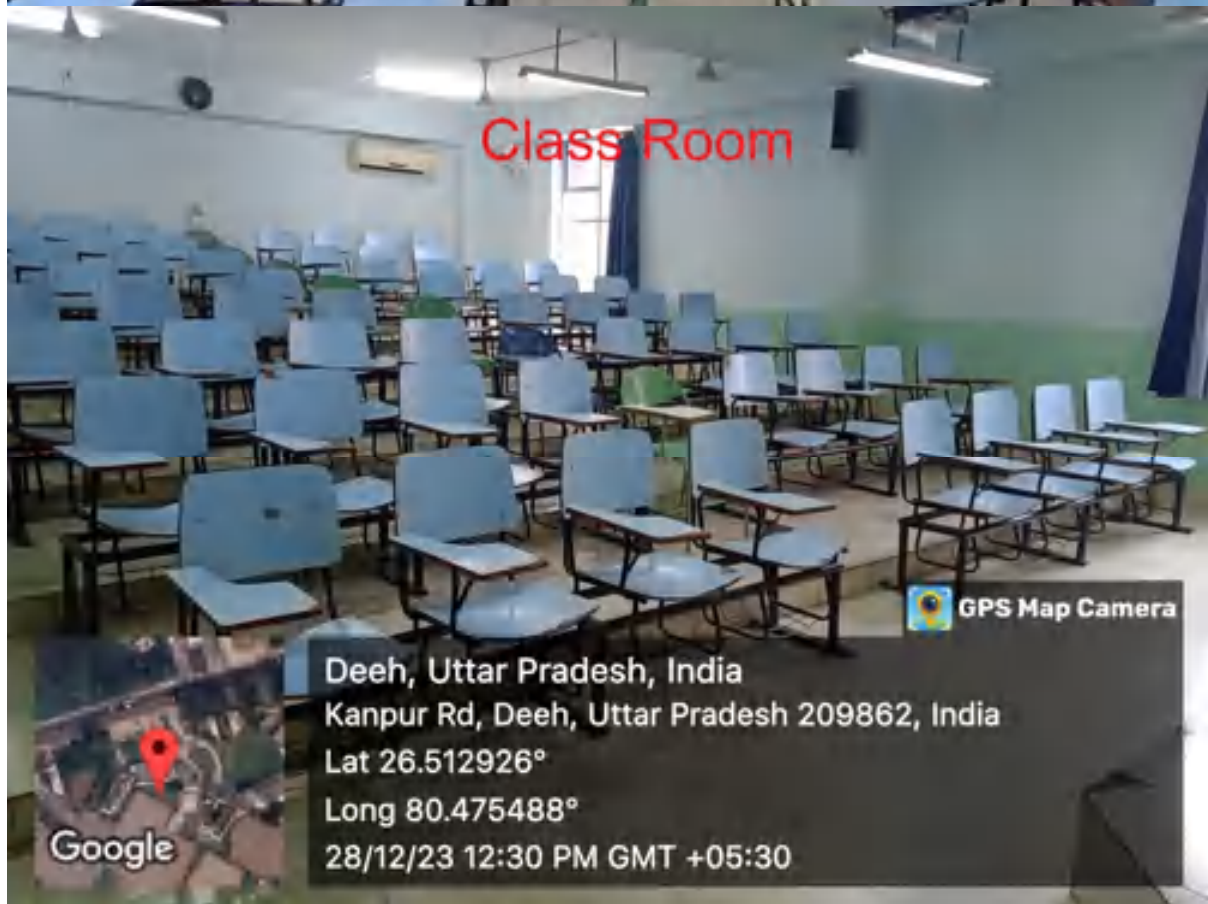 Class Room
GPS Map Camera
Deeh, Uttar Pradesh, India
Kanpur Rd, Deeh, Uttar Pradesh 209862, India
Lat 26.512926°
Long 80.475488°
28/12/23 12:30 PM GMT +05:30
Google